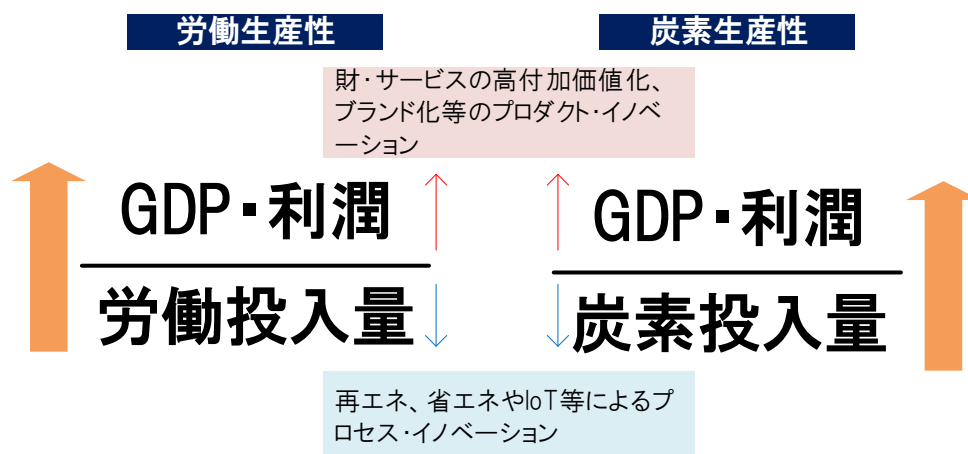 労働生産性
炭素生産性
財・サービスの高付加価値化、
ブランド化等のプロダクト・イノベ
ーション
GDP・利潤
労働投入量
GDP・利潤
炭素投入量
再エネ、省エネやIoT等によるプ
ロセス・イノベーション